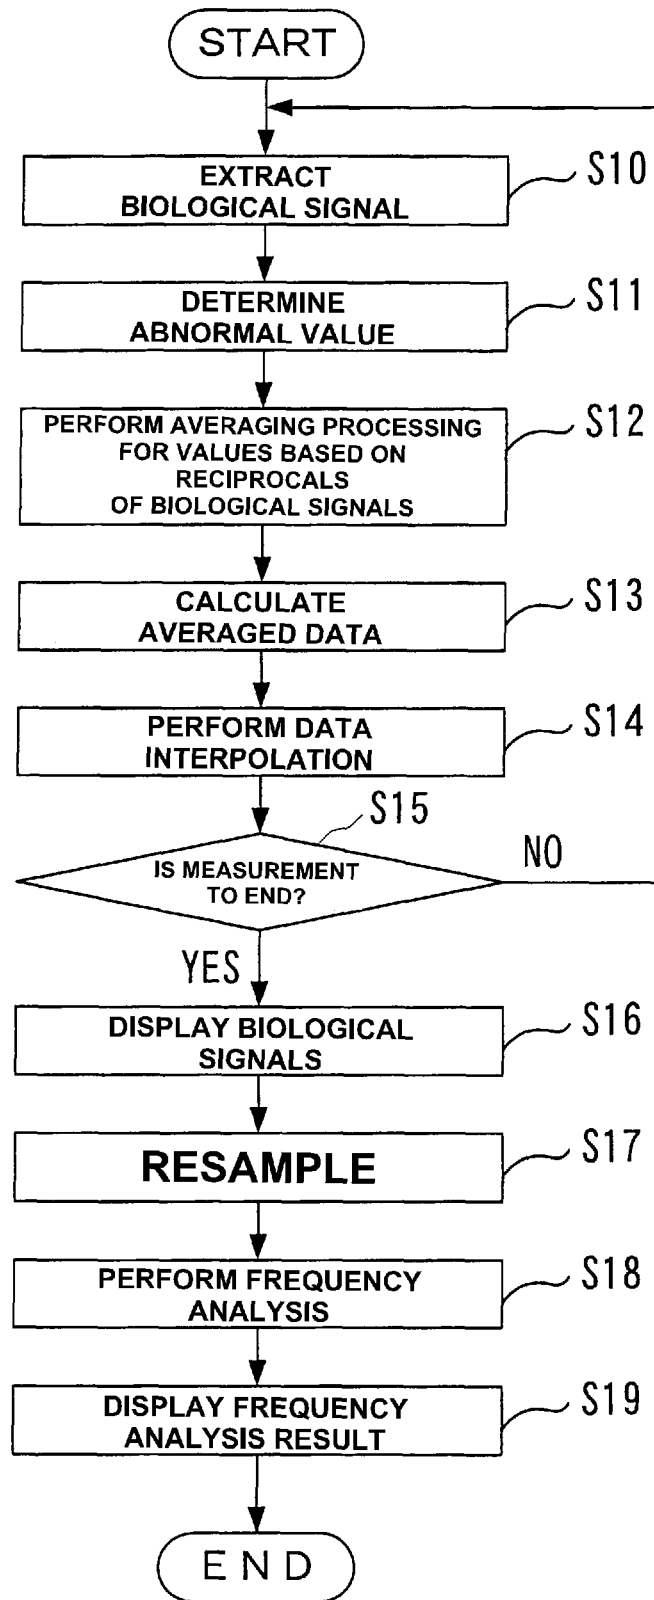 START
EXTRACT
BIOLOGICAL SIGNAL
S10
DETERMINE
ABNORMAL VALUE
S11
PERFORM AVERAGING PROCESSING
FOR VALUES BASED ON
RECIPROCALS
OF BIOLOGICAL SIGNALS
S12
CALCULATE
AVERAGED DATA
S13
PERFORM DATA
INTERPOLATION
S14
S15
IS MEASUREMENT
TO END?
NO
YES
DISPLAY BIOLOGICAL
SIGNALS
S16
RESAMPLE
S17
PERFORM FREQUENCY
ANALYSIS
S18
DISPLAY FREQUENCY
ANALYSIS RESULT
S19
END